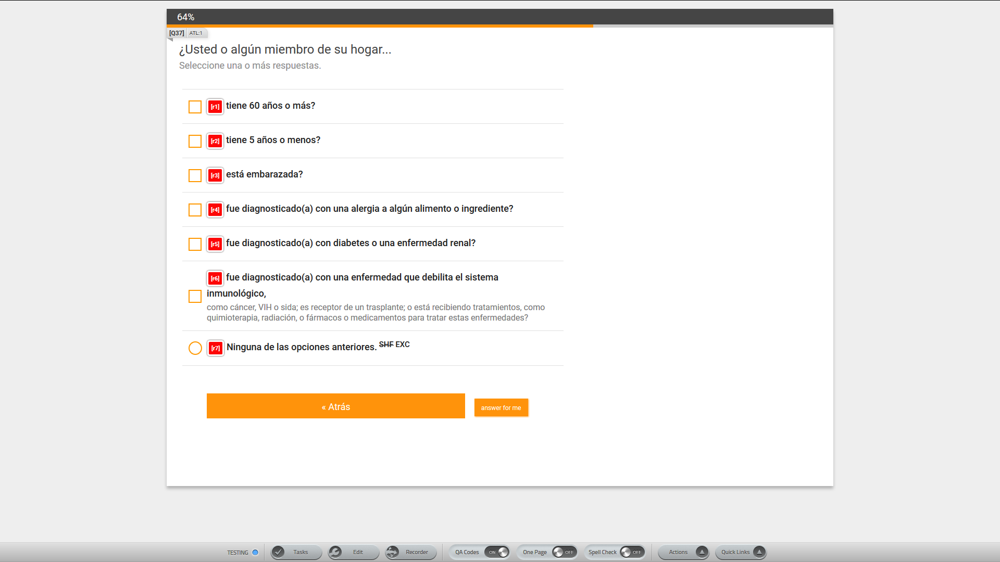 64%
[Q37] ATL:1
¿Usted o algún miembro de su hogar...
Seleccione una o más respuestas.
[r1] tiene 60 años o más?
[r2] tiene 5 años o menos?
[r3] está embarazada?
[r4] fue diagnosticado(a) con una alergia a algún alimento o ingrediente?
[r5] fue diagnosticado(a) con diabetes o una enfermedad renal?
[r6] fue diagnosticado(a) con una enfermedad que debilita el sistema
inmunológico,
como cáncer, VIH o sida; es receptor de un trasplante; o está recibiendo tratamientos, como
quimioterapia, radiación, o fármacos o medicamentos para tratar estas enfermedades?
[r7] Ninguna de las opciones anteriores. SHF EXC
« Atrás
answer for me
TESTING Tasks Edit Recorder QA Codes ON One Page OFF Spell Check OFF Actions Quick Links